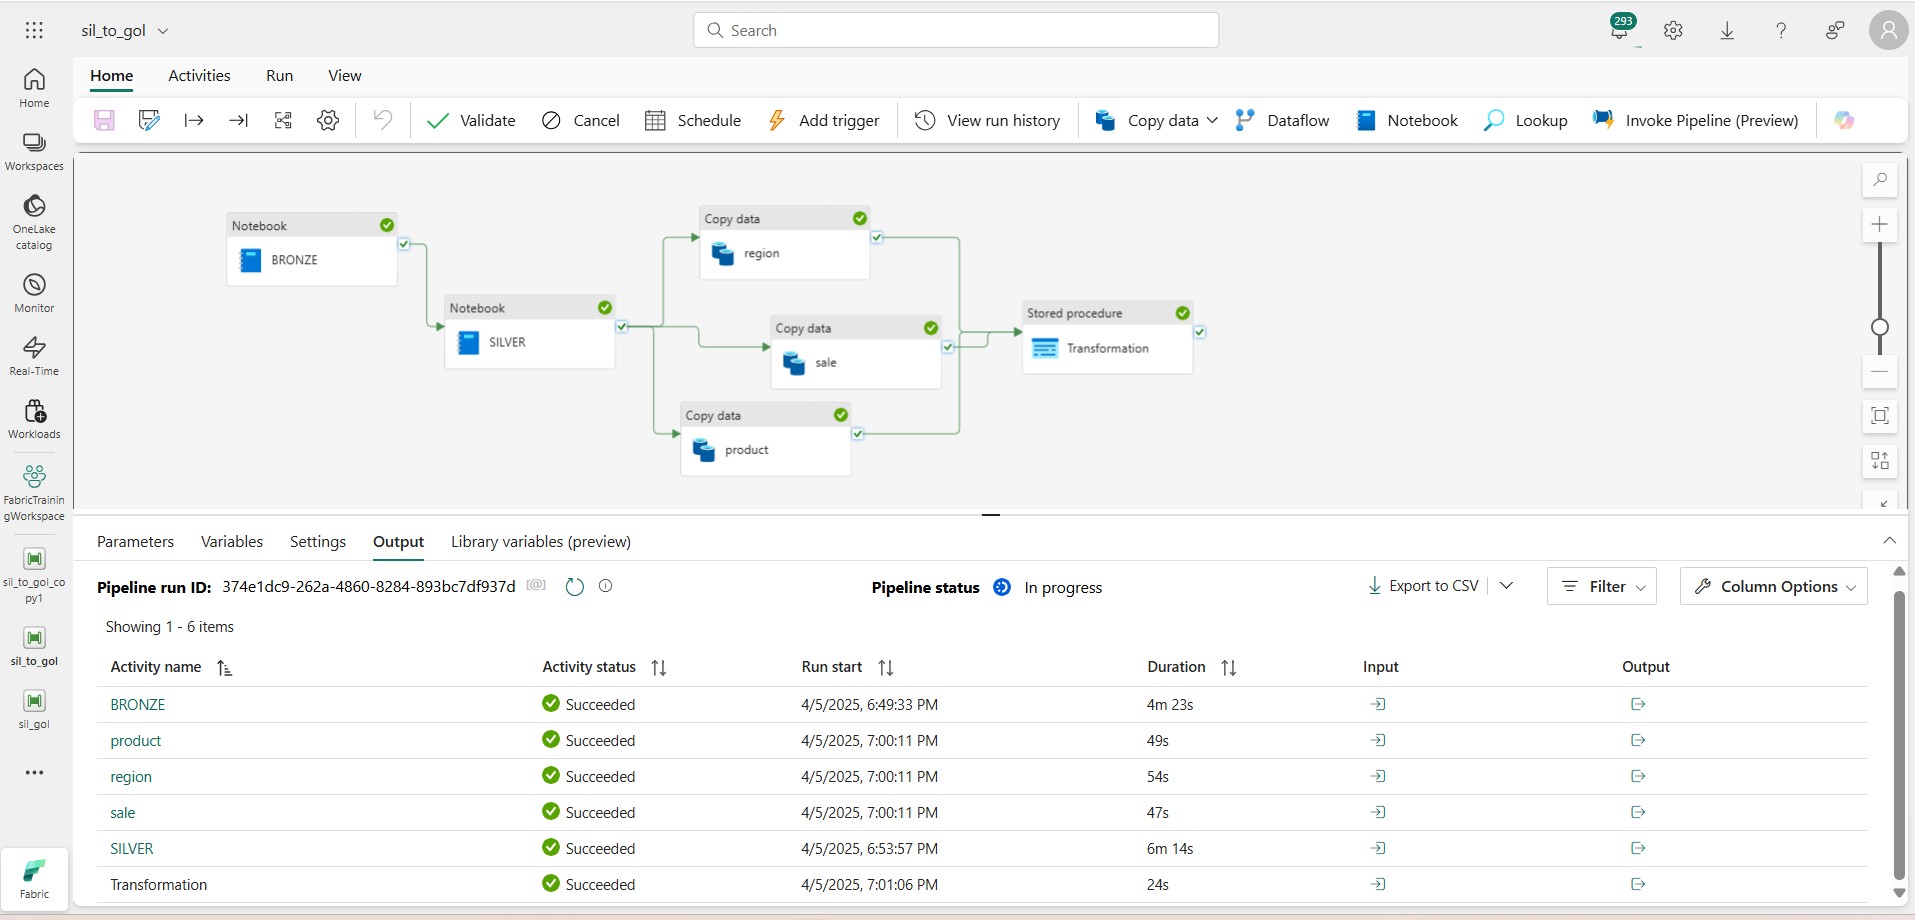 sil_to_gol
Search
293
Home
Activities
Run
View
Validate
Cancel
Schedule
Add trigger
View run history
Copy data
Dataflow
Notebook
Lookup
Invoke Pipeline (Preview)
Home
Workspaces
OneLake
catalog
Monitor
Real-Time
Workloads
FabricTrainin
gWorkspace
sil_to_gol_co
py1
sil_to_gol
sil_gol
Fabric
Notebook
BRONZE
Notebook
SILVER
Copy data
region
Copy data
sale
Copy data
product
Stored procedure
Transformation
Parameters
Variables
Settings
Output
Library variables (preview)
Pipeline run ID: 374e1dc9-262a-4860-8284-893bc7df937d [@]
Pipeline status In progress
Export to CSV
Filter
Column Options
Showing 1 - 6 items
Activity name Activity status Run start Duration Input Output
BRONZE Succeeded 4/5/2025, 6:49:33 PM 4m 23s
product Succeeded 4/5/2025, 7:00:11 PM 49s
region Succeeded 4/5/2025, 7:00:11 PM 54s
sale Succeeded 4/5/2025, 7:00:11 PM 47s
SILVER Succeeded 4/5/2025, 6:53:57 PM 6m 14s
Transformation Succeeded 4/5/2025, 7:01:06 PM 24s